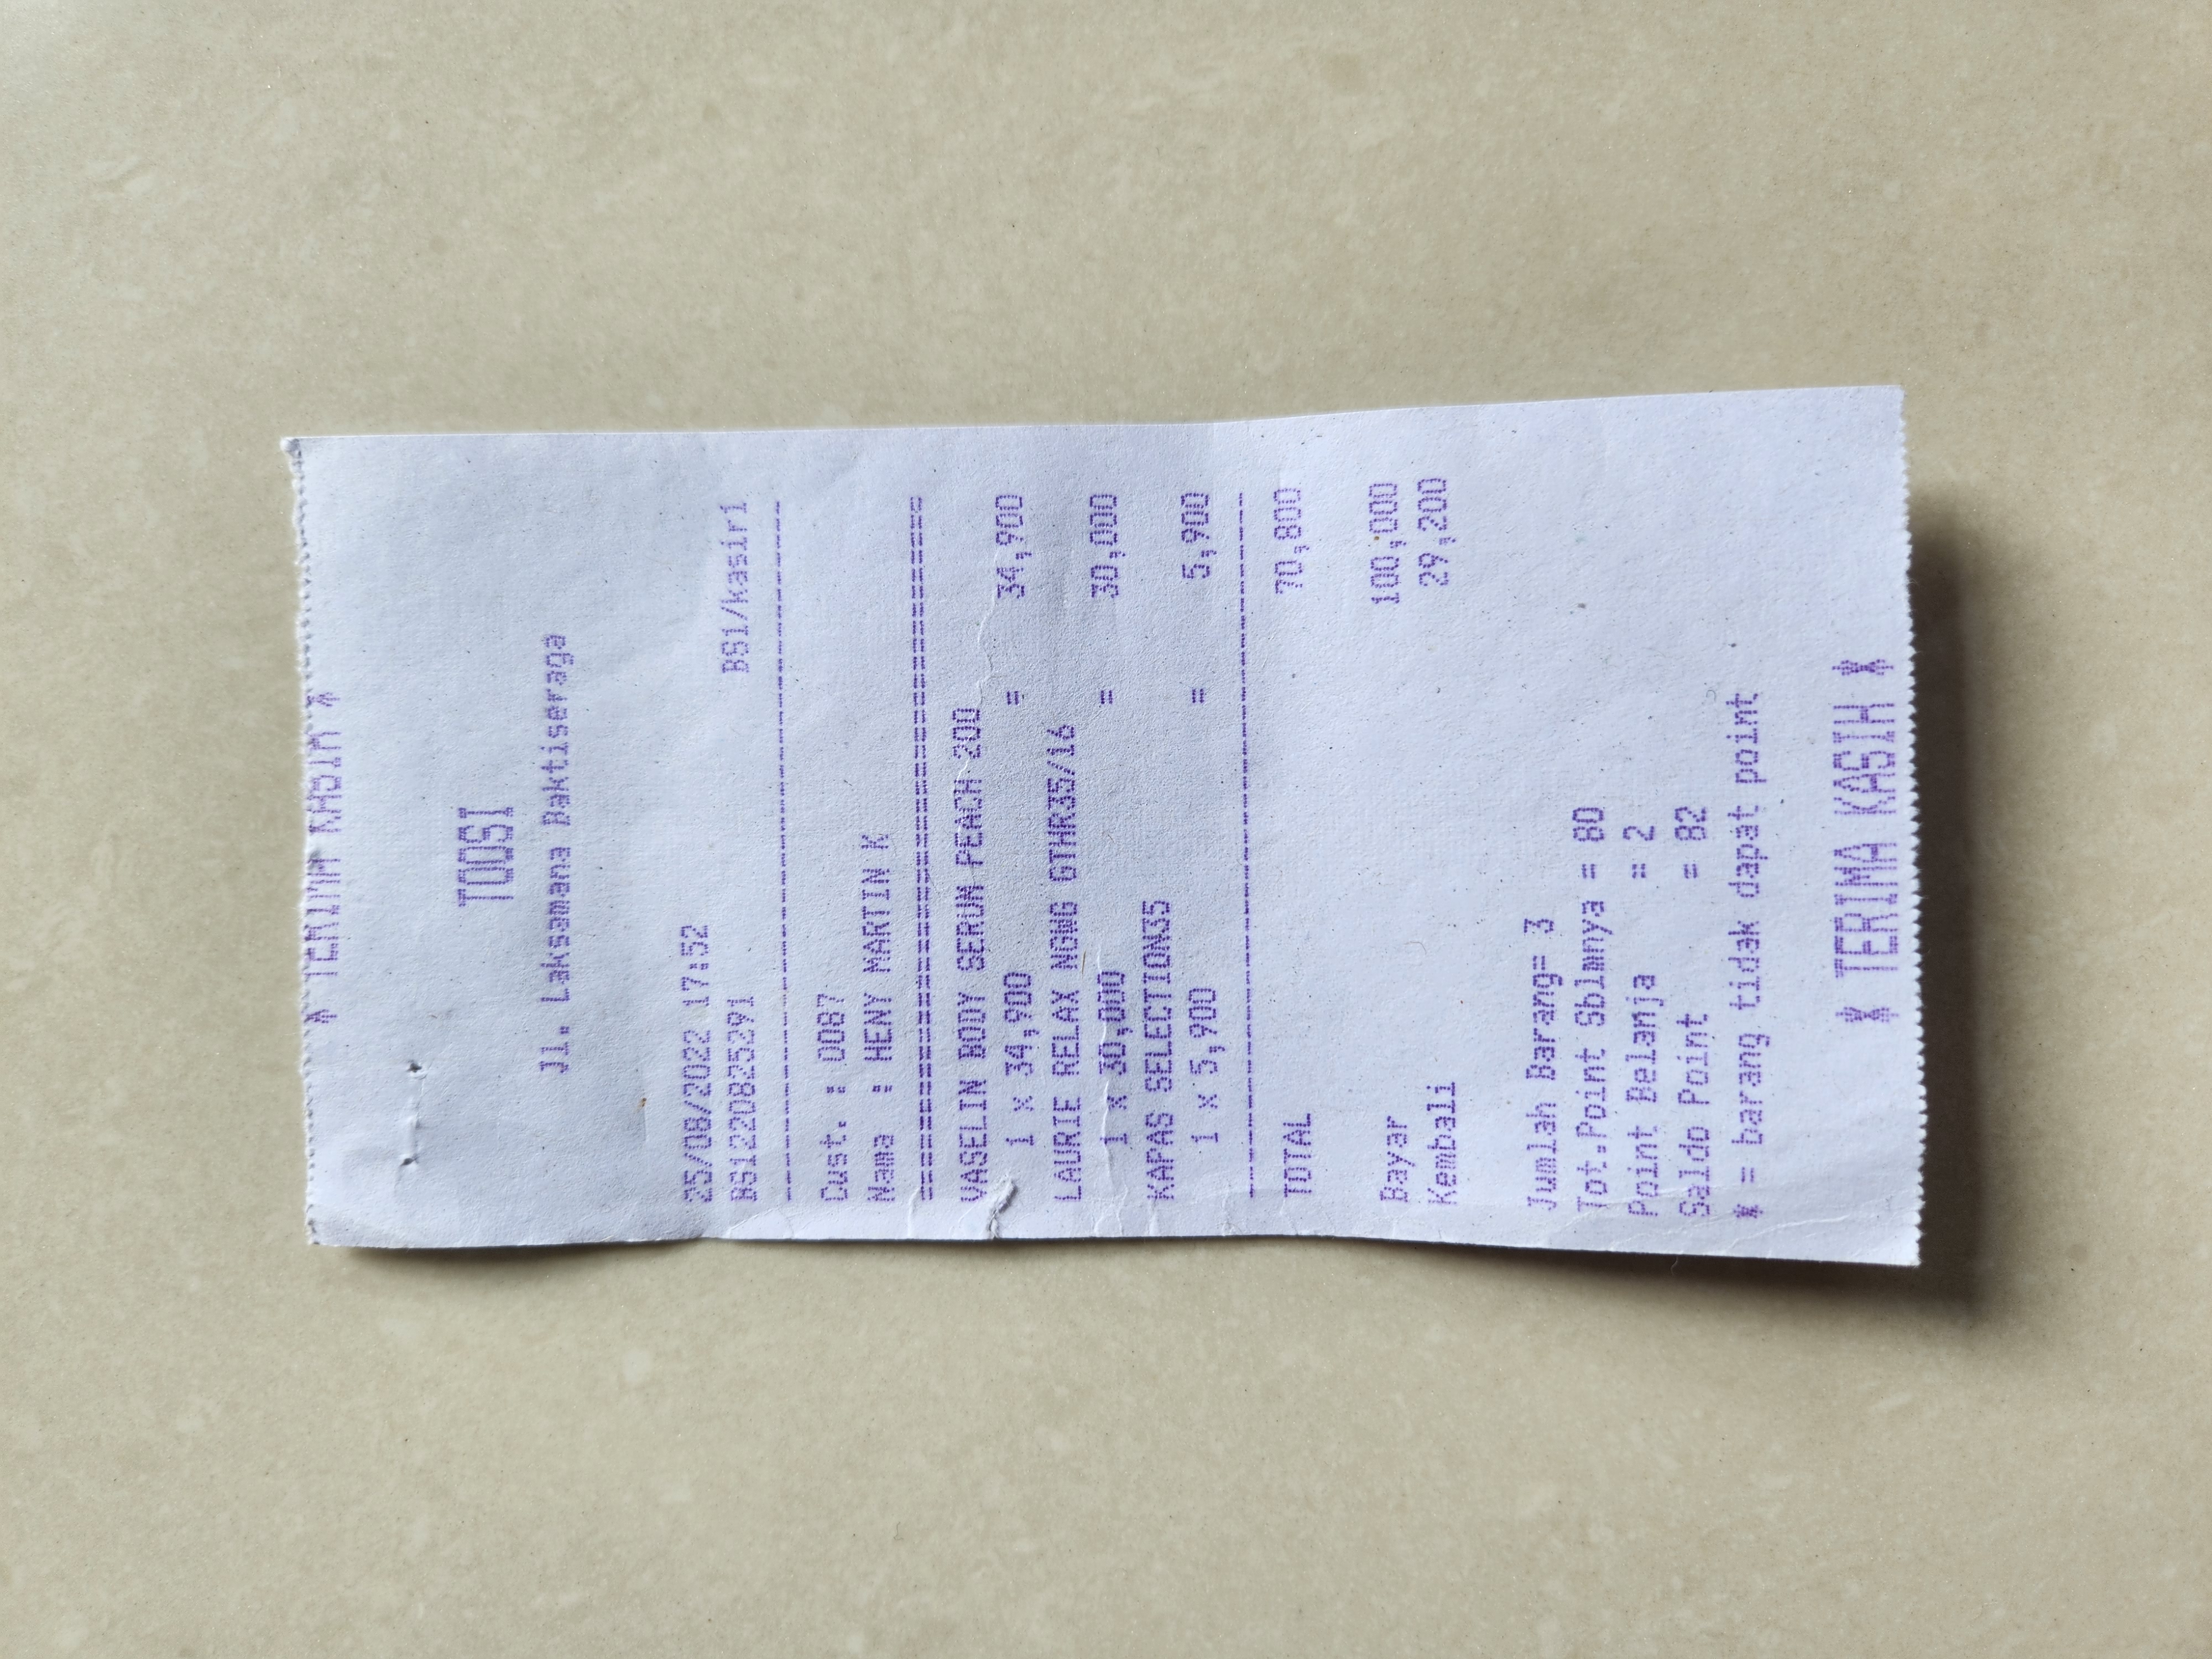 * TERIMA KASIH *
TOOSI
Jl. Laksamana Baktiseraga
25/08/2022 17:52
BS1220825291 BS1/kasir1
Cust. : 0087
Nama : HENY MARTIN K
VASELIN BODY SERUM PEACH 200
1 x 34,900 = 34,900
LAURIE RELAX NGWG GTHR35/16
1 x 30,000 = 30,000
KAPAS SELECTION35
1 x 5,900 = 5,900
TOTAL 70,800
Bayar 100,000
Kembali 29,200
Jumlah Barang= 3
Tot.Point Sblmnya = 80
Point Belanja = 2
Saldo Point = 82
* = barang tidak dapat point
* TERIMA KASIH *